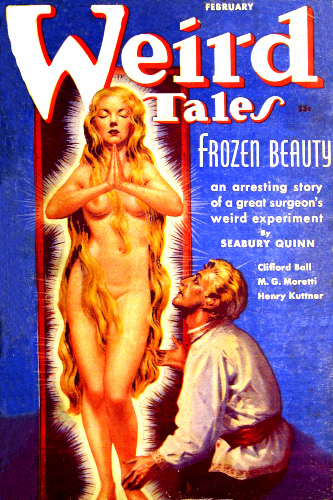 FEBRUARY
Weird
Tales
25c
FROZEN BEAUTY
an arresting story
of a great surgeon's
weird experiment
By
SEABURY QUINN
Clifford Ball
M. G. Moretti
Henry Kuttner